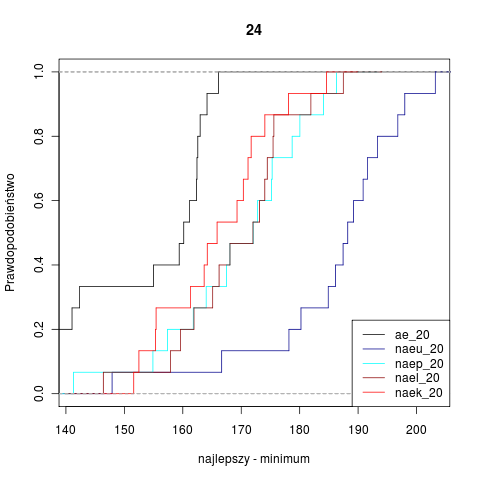 24
Prawdopodobieństwo
1.0
0.8
0.6
0.4
0.2
0.0
140 150 160 170 180 190 200
najlepszy - minimum
ae_20
naeu_20
naep_20
nael_20
naek_20